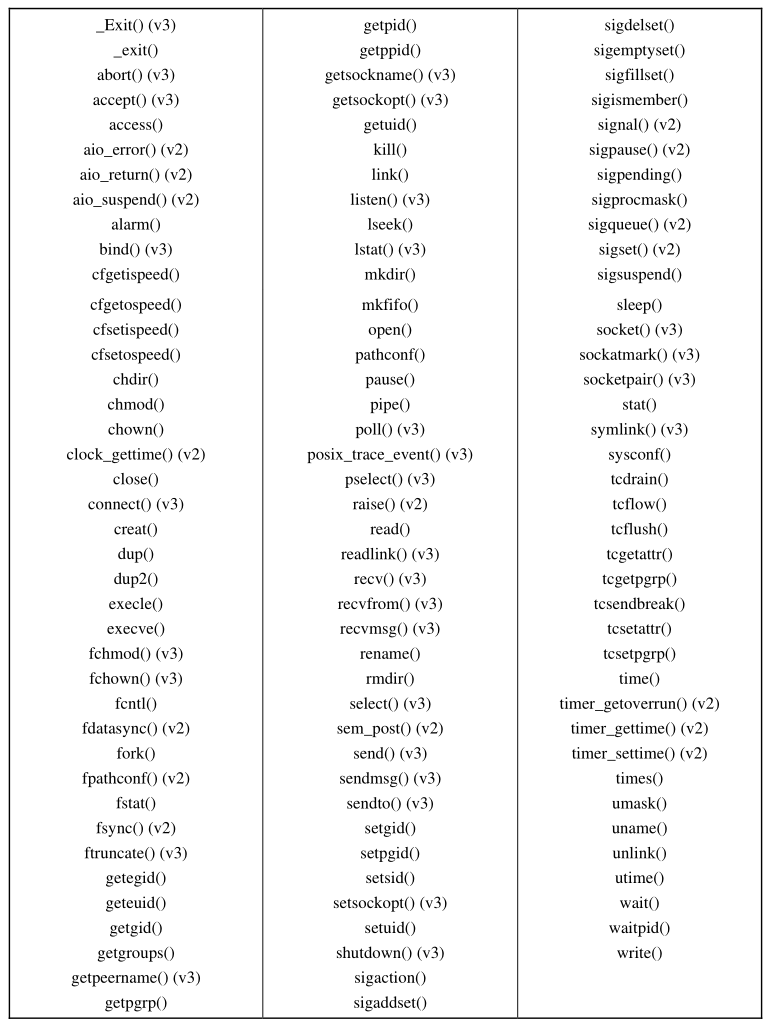 _Exit() (v3)
_exit()
abort() (v3)
accept() (v3)
access()
aio_error() (v2)
aio_return() (v2)
aio_suspend() (v2)
alarm()
bind() (v3)
cfgetispeed()
cfgetospeed()
cfsetispeed()
cfsetospeed()
chdir()
chmod()
chown()
clock_gettime() (v2)
close()
connect() (v3)
creat()
dup()
dup2()
execle()
execve()
fchmod() (v3)
fchown() (v3)
fcntl()
fdatasync() (v2)
fork()
fpathconf() (v2)
fstat()
fsync() (v2)
ftruncate() (v3)
getegid()
geteuid()
getgid()
getgroups()
getpeername() (v3)
getpgrp()
getpid()
getppid()
getsockname() (v3)
getsockopt() (v3)
getuid()
kill()
link()
listen() (v3)
lseek()
lstat() (v3)
mkdir()
mkfifo()
open()
pathconf()
pause()
pipe()
poll() (v3)
posix_trace_event() (v3)
pselect() (v3)
raise() (v2)
read()
readlink() (v3)
recv() (v3)
recvfrom() (v3)
recvmsg() (v3)
rename()
rmdir()
select() (v3)
sem_post() (v2)
send() (v3)
sendmsg() (v3)
sendto() (v3)
setgid()
setpgid()
setsid()
setsockopt() (v3)
setuid()
shutdown() (v3)
sigaction()
sigaddset()
sigdelset()
sigemptyset()
sigfillset()
sigismember()
signal() (v2)
sigpause() (v2)
sigpending()
sigprocmask()
sigqueue() (v2)
sigset() (v2)
sigsuspend()
sleep()
socket() (v3)
sockatmark() (v3)
socketpair() (v3)
stat()
symlink() (v3)
sysconf()
tcdrain()
tcflow()
tcflush()
tcgetattr()
tcgetpgrp()
tcsendbreak()
tcsetattr()
tcsetpgrp()
time()
timer_getoverrun() (v2)
timer_gettime() (v2)
timer_settime() (v2)
times()
umask()
uname()
unlink()
utime()
wait()
waitpid()
write()